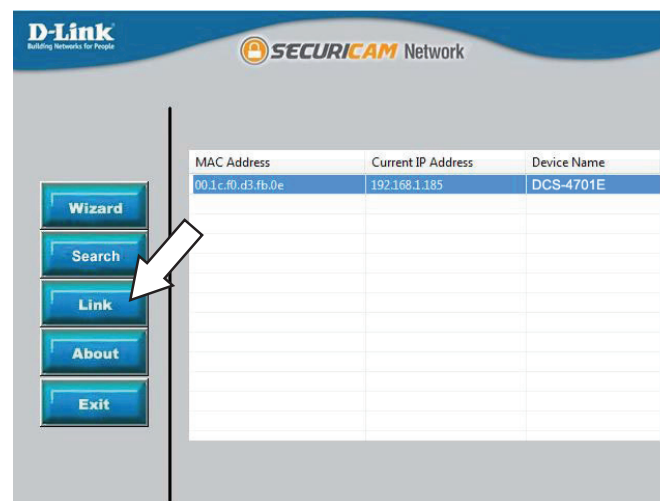 D-Link
Building Networks for People
SECURICAM Network
MAC Address Current IP Address Device Name
00.1c.f0.d3.fb.0e 192.168.1.185 DCS-4701E
Wizard
Search
Link
About
Exit